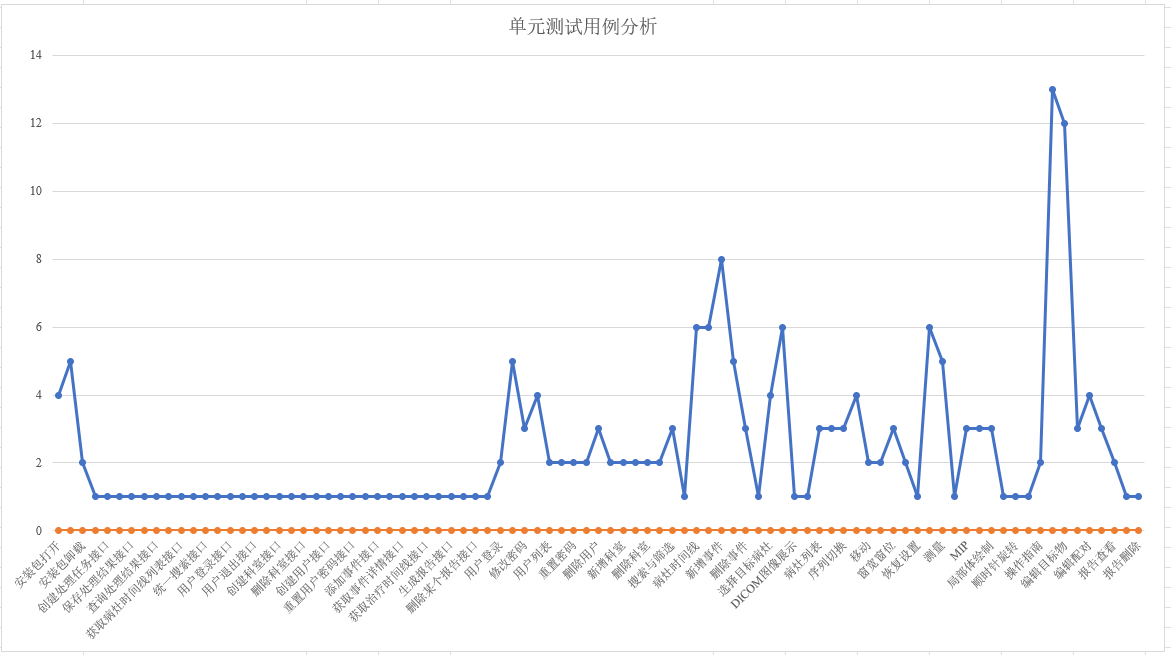 单元测试用例分析
14
12
10
8
6
4
2
0
安装包打开
安装包卸载
创建处理任务接口
保存处理结果接口
查询处理结果接口
获取病灶时间线列表接口
统一搜索接口
用户登录接口
用户退出接口
创建科室接口
删除科室接口
创建用户接口
重置用户密码接口
添加事件接口
获取事件详情接口
获取治疗时间线接口
生成报告接口
删除某个报告接口
用户登录
修改密码
用户列表
重置密码
删除用户
新增科室
删除科室
搜索与筛选
病灶时间线
新增事件
删除事件
选择目标病灶
DICOM图像展示
病灶列表
序列切换
移动
窗宽窗位
恢复设置
测量
MIP
局部体绘制
顺时针旋转
操作指南
编辑目标物
编辑配对
报告查看
报告删除